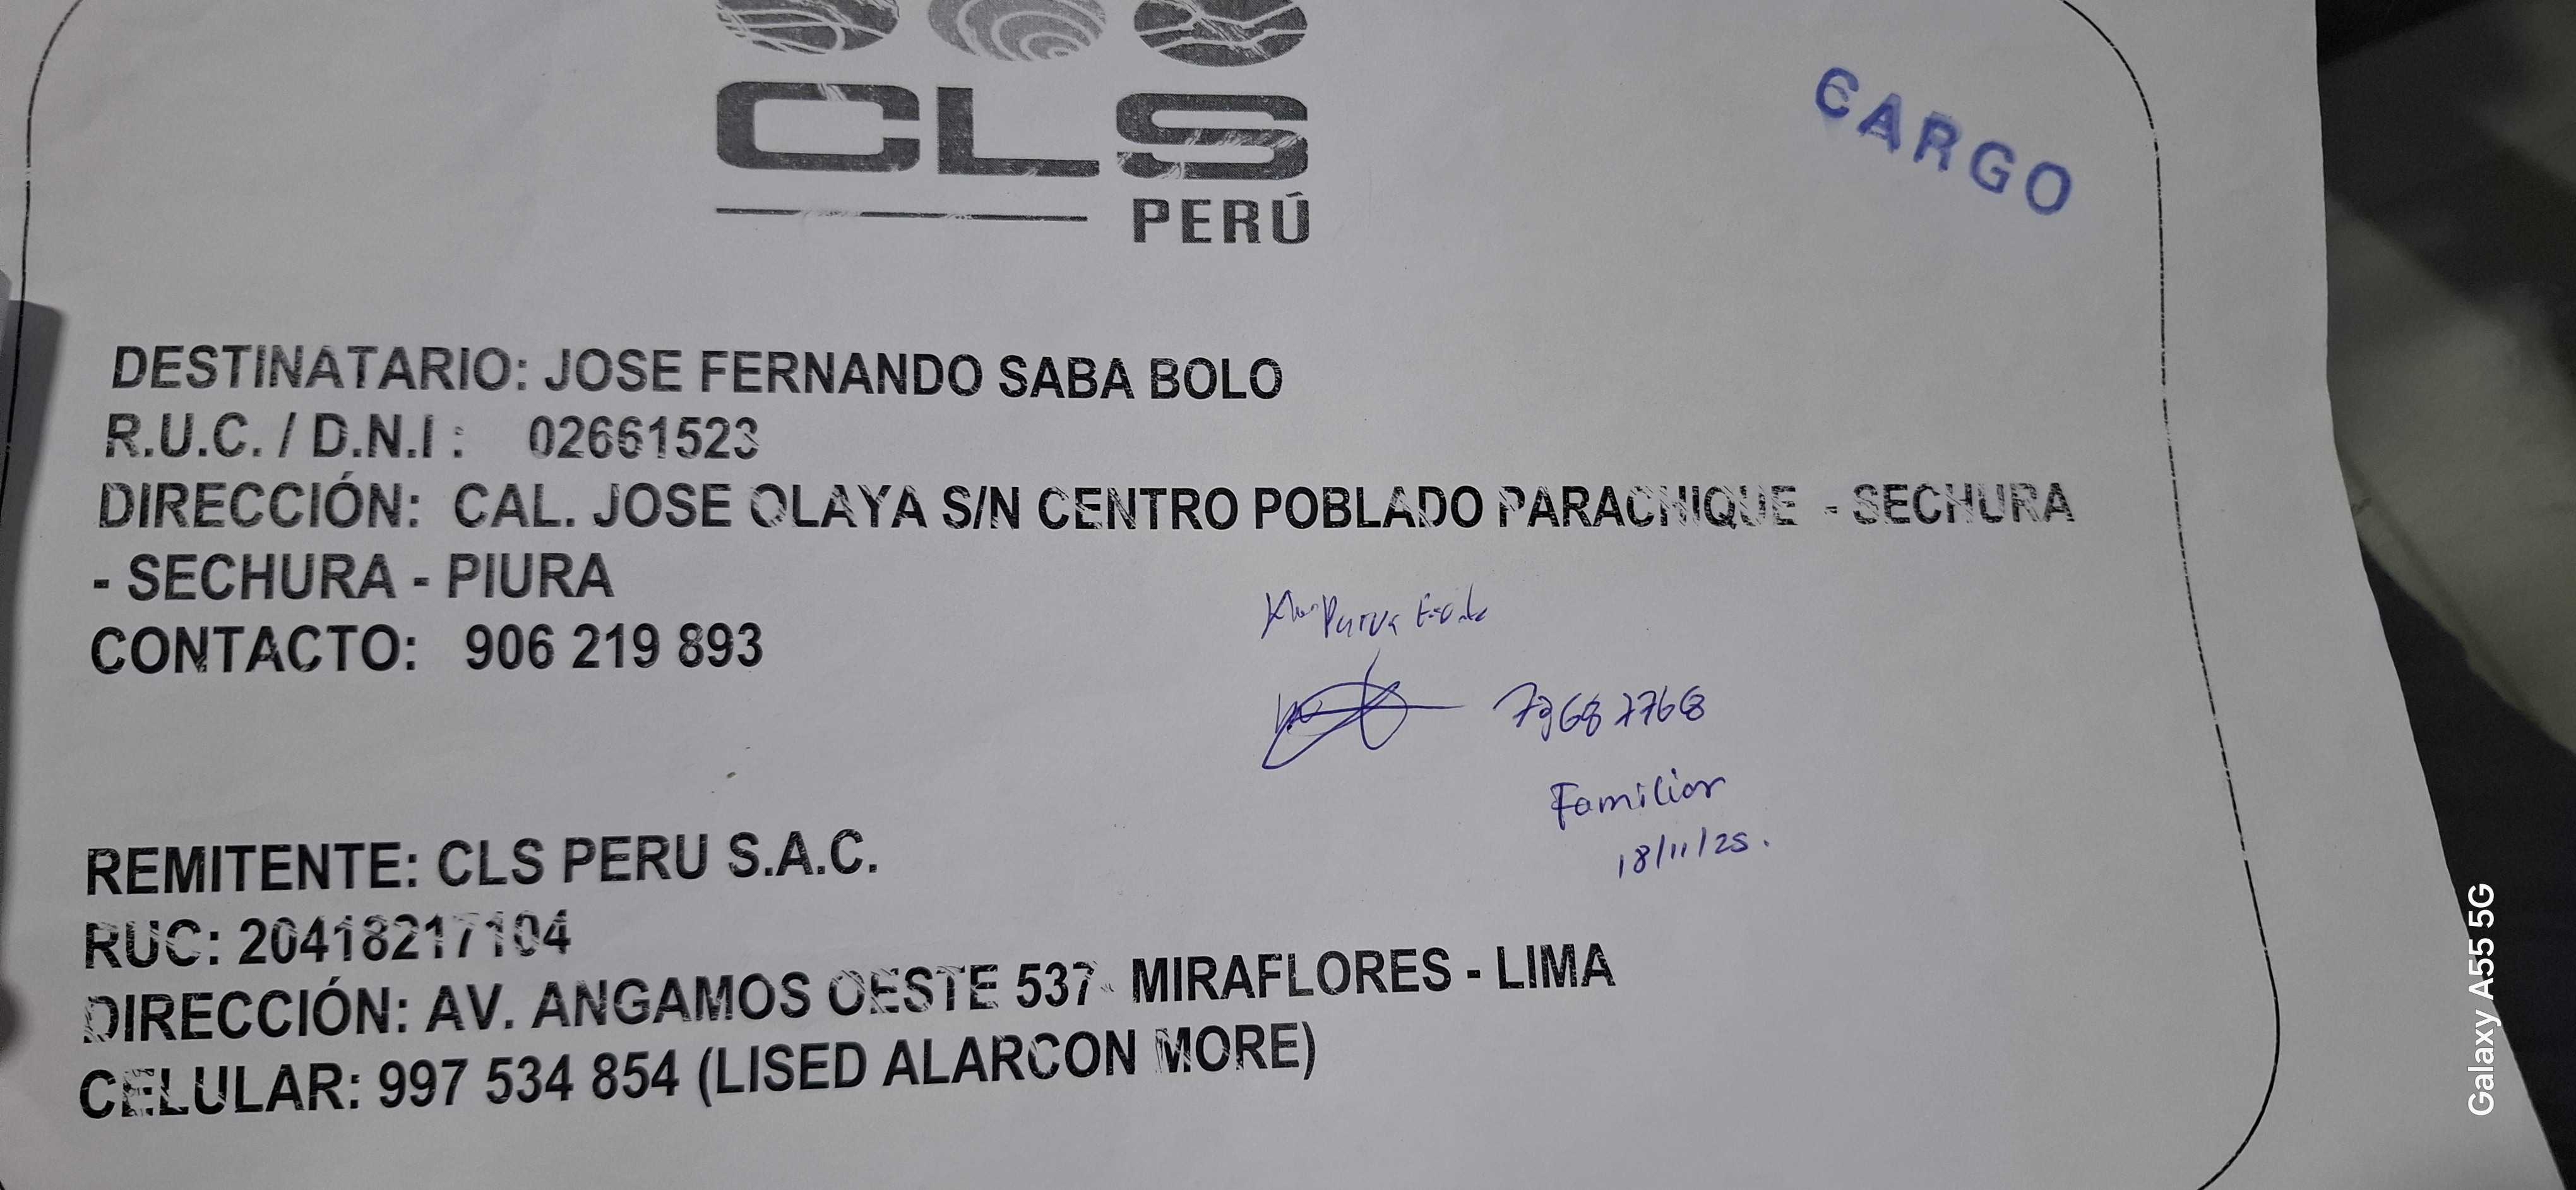 CLS
PERÚ
CARGO
DESTINATARIO: JOSE FERNANDO SABA BOLO
R.U.C. / D.N.I : 02661523
DIRECCIÓN: CAL. JOSE OLAYA S/N CENTRO POBLADO PARACHIQUE - SECHURA
- SECHURA - PIURA
CONTACTO: 906 219 893
Familiar
18/11/25.
REMITENTE: CLS PERU S.A.C.
RUC: 20418217104
DIRECCIÓN: AV. ANGAMOS OESTE 537- MIRAFLORES - LIMA
CELULAR: 997 534 854 (LISED ALARCON MORE)
Galaxy A55 5G